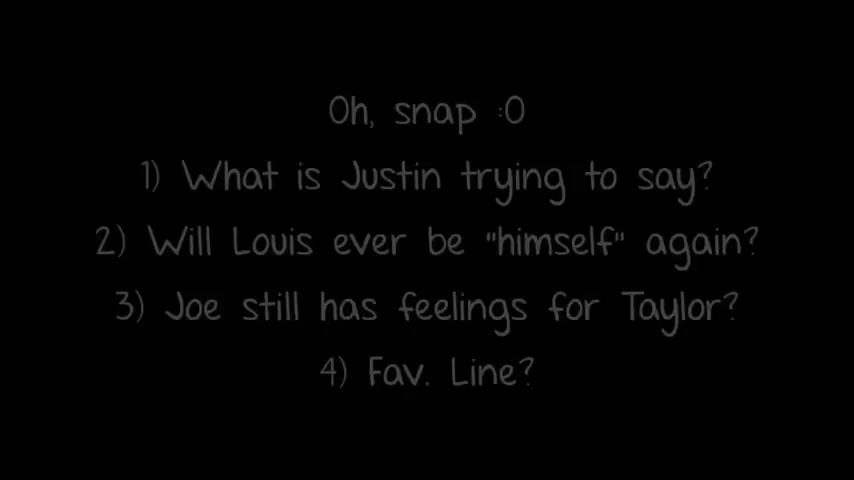 Oh, snap :O
1) What is Justin trying to say?
2) Will Louis ever be "himself" again?
3) Joe still has feelings for Taylor?
4) Fav. Line?